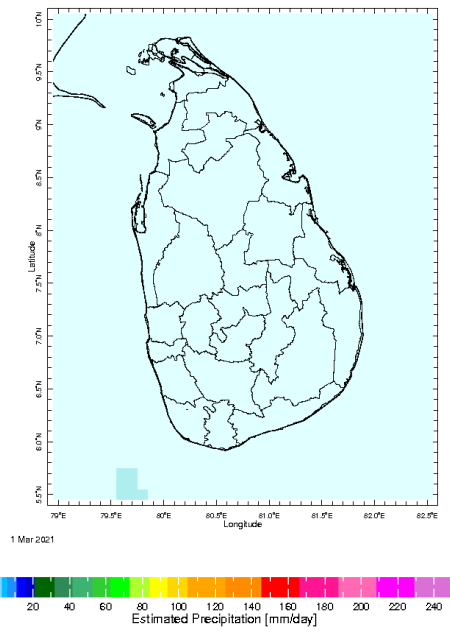 10°N
9.5°N
9°N
8.5°N
8°N
7.5°N
7.0°N
6.5°N
6.0°N
5.5°N
Latitude
79°E 79.5°E 80°E 80.5°E 81.0°E 81.5°E 82.0°E 82.5°E
Longitude
1 Mar 2021
20 40 60 80 100 120 140 160 180 200 220 240
Estimated Precipitation [mm/day]